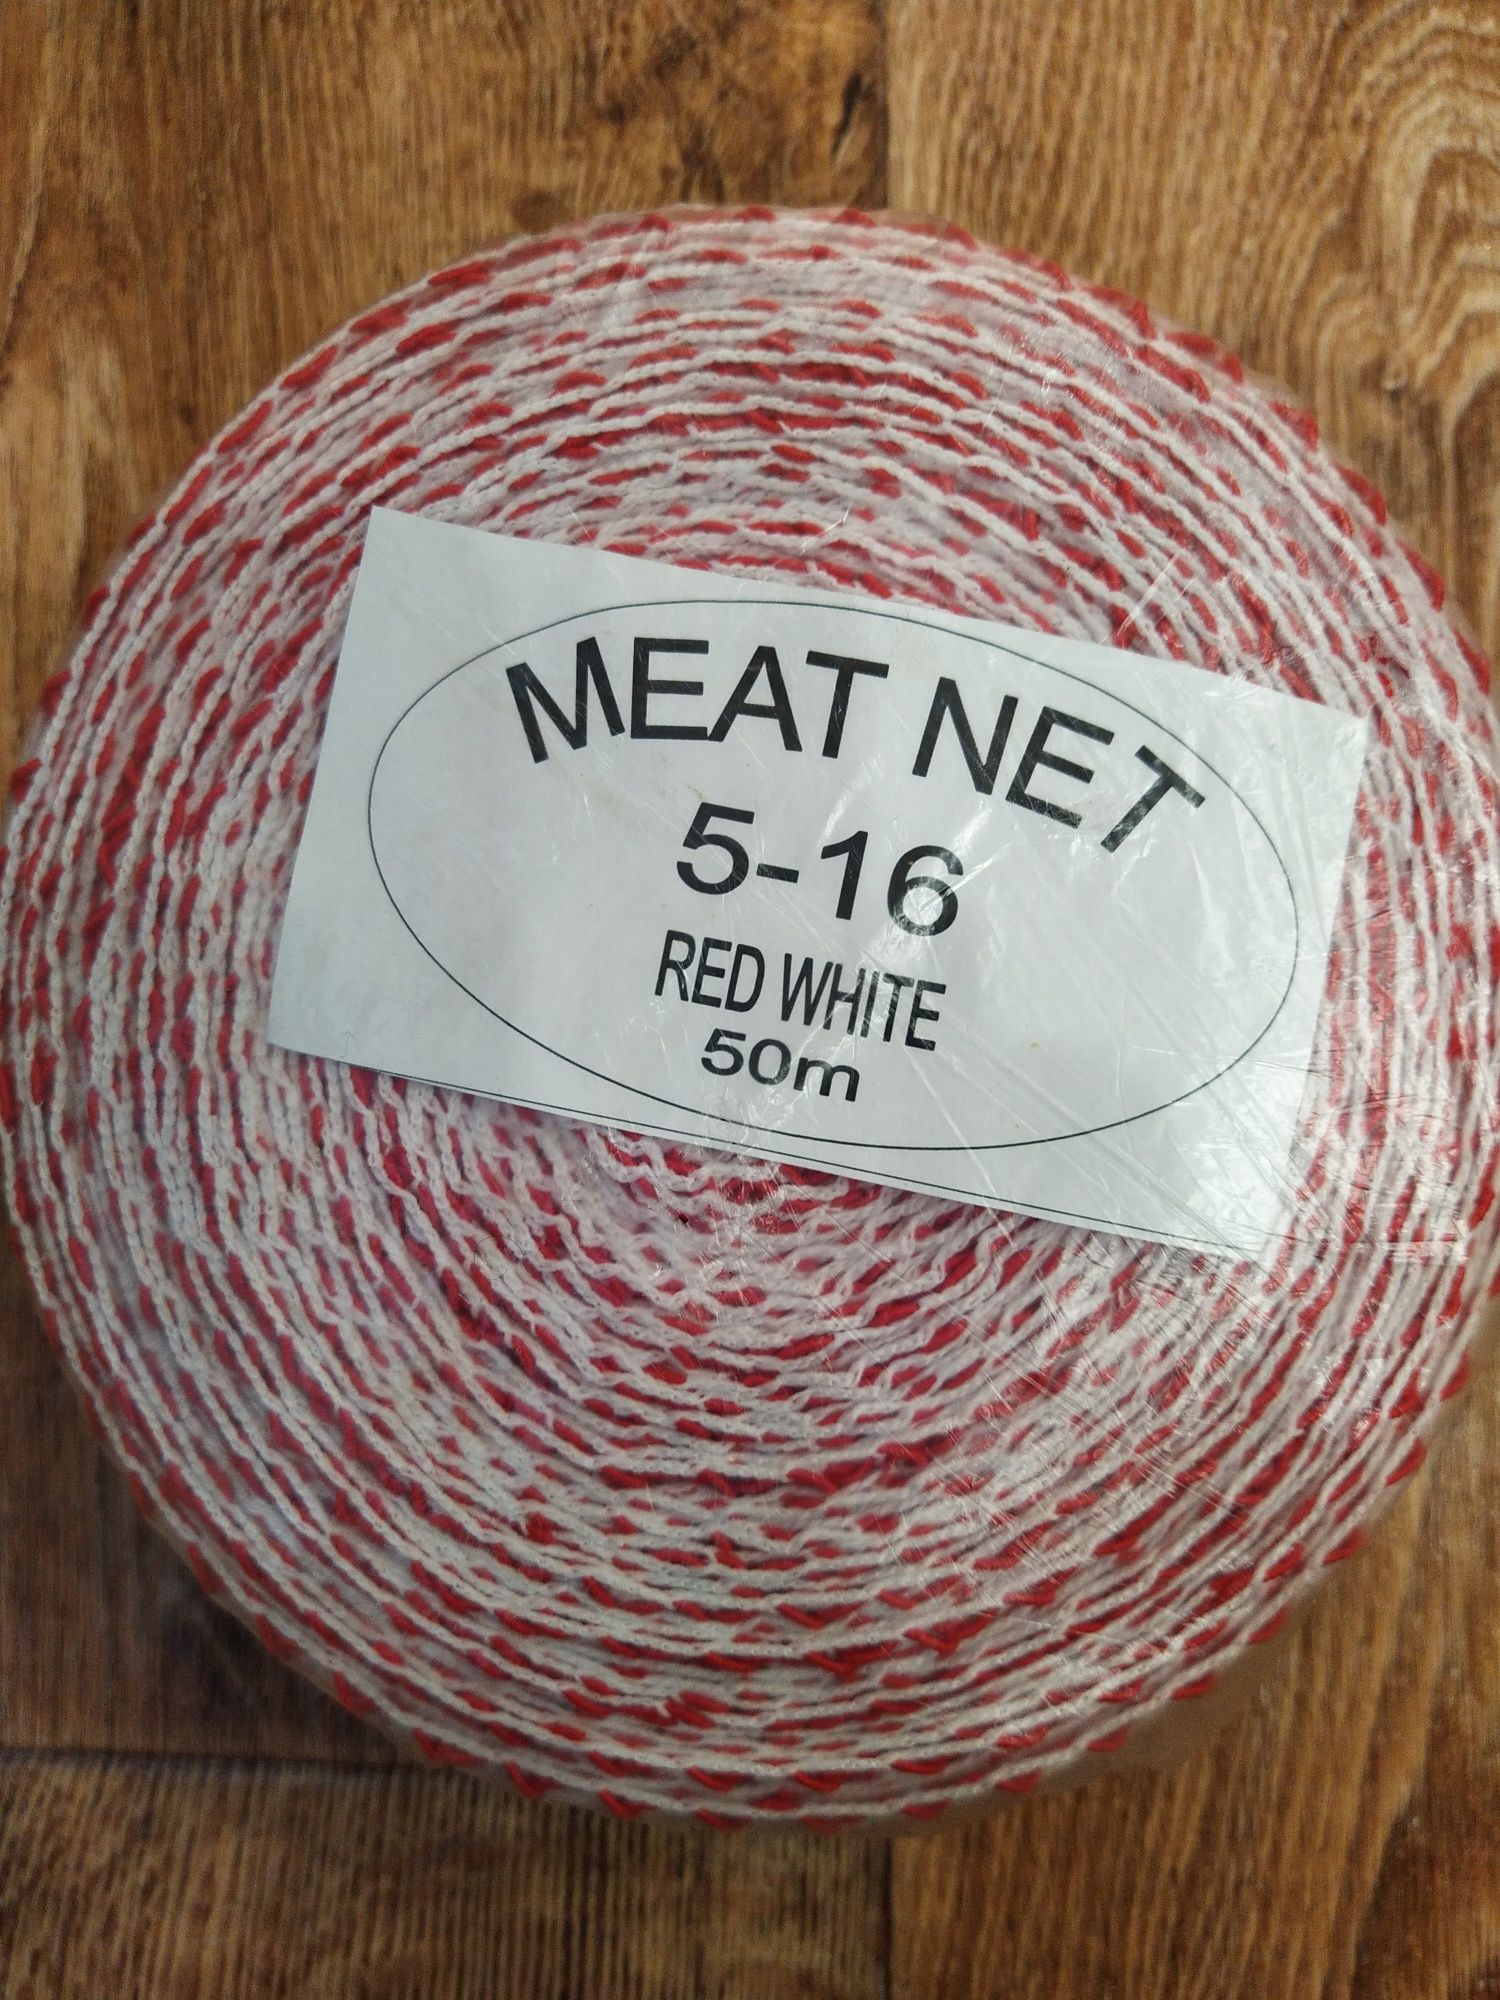 MEAT NET
5-16
RED WHITE
50m